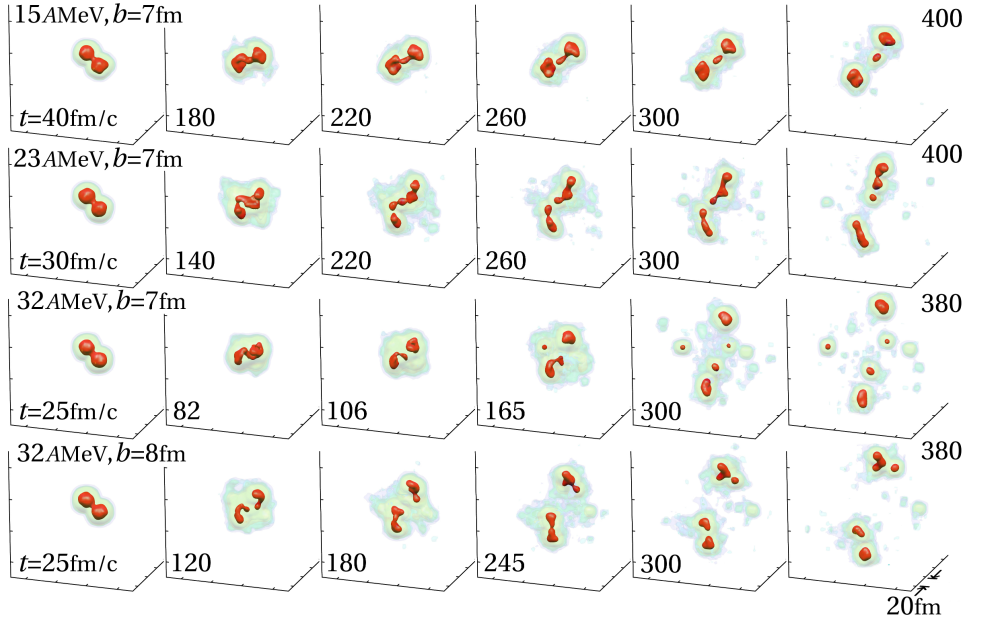 15AMeV, b=7fm
t=40fm/c 180 220 260 300 400
23AMeV, b=7fm
t=30fm/c 140 220 260 300 400
32AMeV, b=7fm
t=25fm/c 82 106 165 300 380
32AMeV, b=8fm
t=25fm/c 120 180 245 300 380
20fm